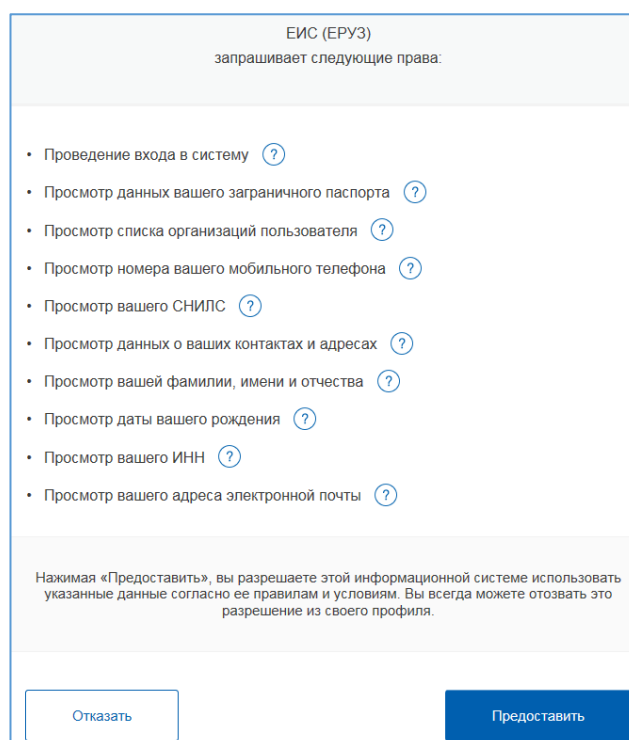 ЕИС (ЕРУЗ)
запрашивает следующие права:
• Проведение входа в систему ?
• Просмотр данных вашего заграничного паспорта ?
• Просмотр списка организаций пользователя ?
• Просмотр номера вашего мобильного телефона ?
• Просмотр вашего СНИЛС ?
• Просмотр данных о ваших контактах и адресах ?
• Просмотр вашей фамилии, имени и отчества ?
• Просмотр даты вашего рождения ?
• Просмотр вашего ИНН ?
• Просмотр вашего адреса электронной почты ?
Нажимая «Предоставить», вы разрешаете этой информационной системе использовать
указанные данные согласно ее правилам и условиям. Вы всегда можете отозвать это
разрешение из своего профиля.
Отказать
Предоставить